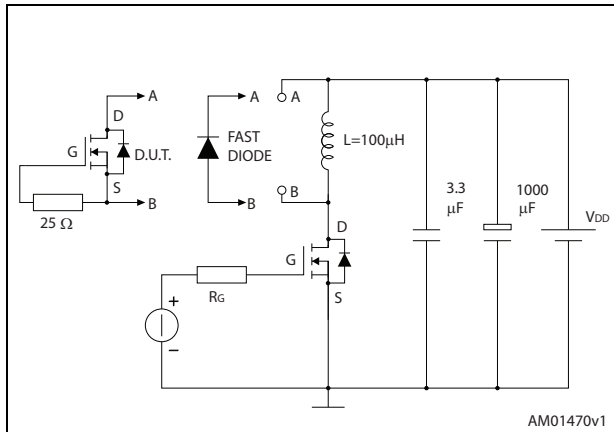 A
D
G
D.U.T.
S
B
25 Ω
A
FAST
DIODE
B
A
B
L=100μH
D
G
S
RG
+
–
3.3
μF
1000
μF
VDD
AM01470v1